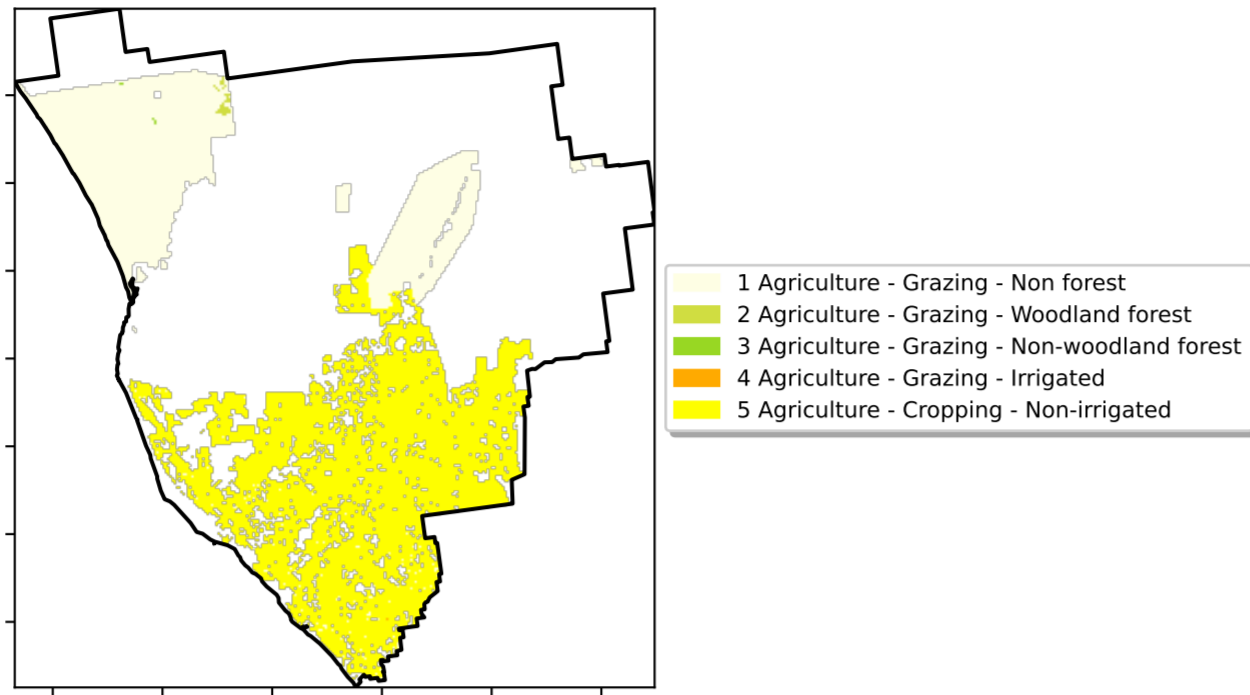 1 Agriculture - Grazing - Non forest
2 Agriculture - Grazing - Woodland forest
3 Agriculture - Grazing - Non-woodland forest
4 Agriculture - Grazing - Irrigated
5 Agriculture - Cropping - Non-irrigated